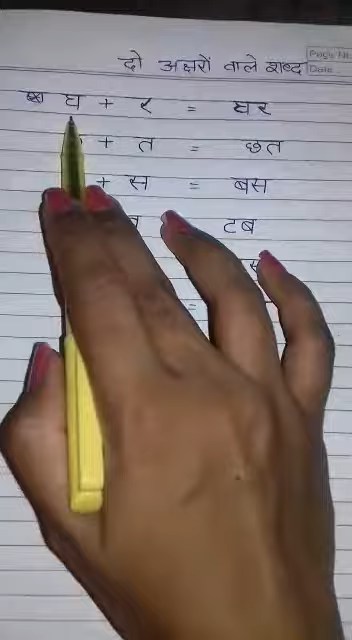 Page No.
Date
दो अक्षरों वाले शब्द
घ + र = घर
+ त = छत
+ स = बस
टब
=